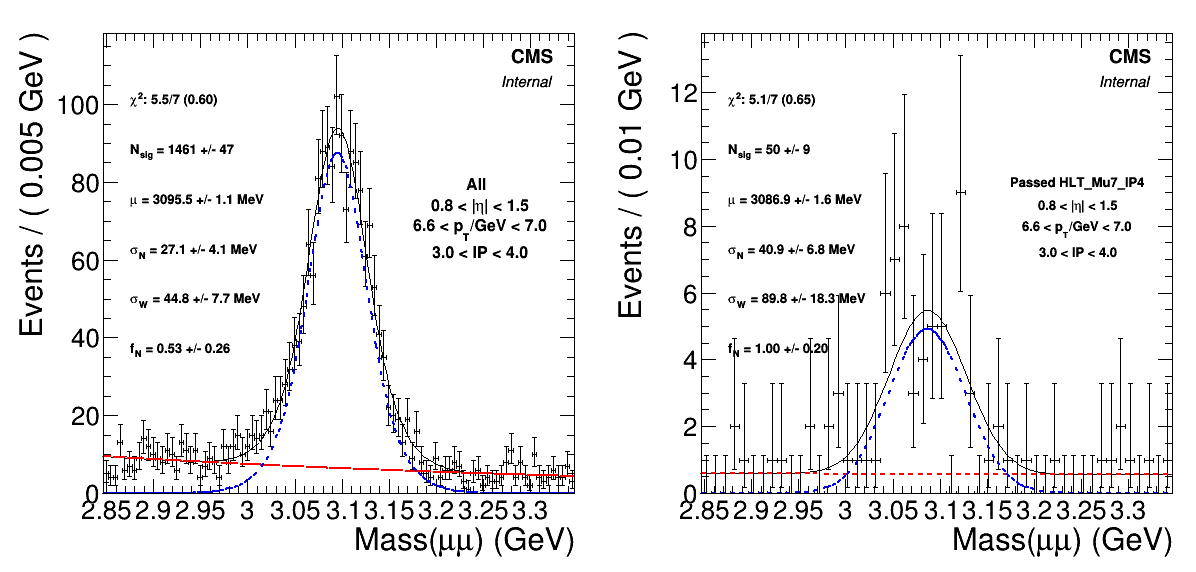 CMS
Internal
χ²: 5.5/7 (0.60)
N_sig = 1461 +/- 47
μ = 3095.5 +/- 1.1 MeV
σ_N = 27.1 +/- 4.1 MeV
σ_W = 44.8 +/- 7.7 MeV
f_N = 0.53 +/- 0.26
All
0.8 < |η| < 1.5
6.6 < p_T/GeV < 7.0
3.0 < IP < 4.0
Events / ( 0.005 GeV )
100
80
60
40
20
0
2.85 2.9 2.95 3 3.05 3.1 3.15 3.2 3.25 3.3
Mass(μμ) (GeV)
CMS
Internal
χ²: 5.1/7 (0.65)
N_sig = 50 +/- 9
μ = 3086.9 +/- 1.6 MeV
σ_N = 40.9 +/- 6.8 MeV
σ_W = 89.8 +/- 18.3 MeV
f_N = 1.00 +/- 0.20
Passed HLT_Mu7_IP4
0.8 < |η| < 1.5
6.6 < p_T/GeV < 7.0
3.0 < IP < 4.0
Events / ( 0.01 GeV )
12
10
8
6
4
2
0
2.85 2.9 2.95 3 3.05 3.1 3.15 3.2 3.25 3.3
Mass(μμ) (GeV)